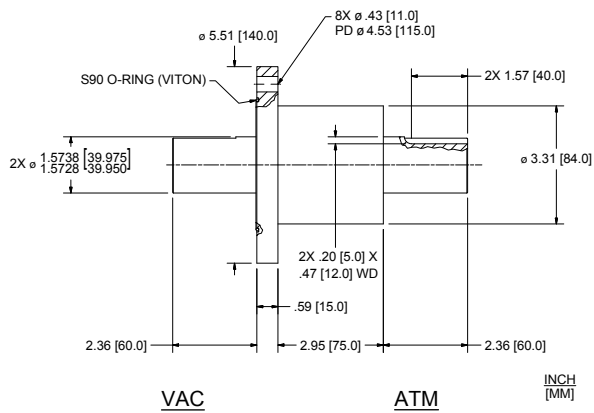 8X ø .43 [11.0]
PD ø 4.53 [115.0]
ø 5.51 [140.0]
S90 O-RING (VITON)
2X 1.57 [40.0]
2X ø 1.5738 [39.975]
1.5728 [39.950]
ø 3.31 [84.0]
2X .20 [5.0] X
.47 [12.0] WD
.59 [15.0]
2.36 [60.0]
2.95 [75.0]
2.36 [60.0]
VAC
ATM
INCH
[MM]